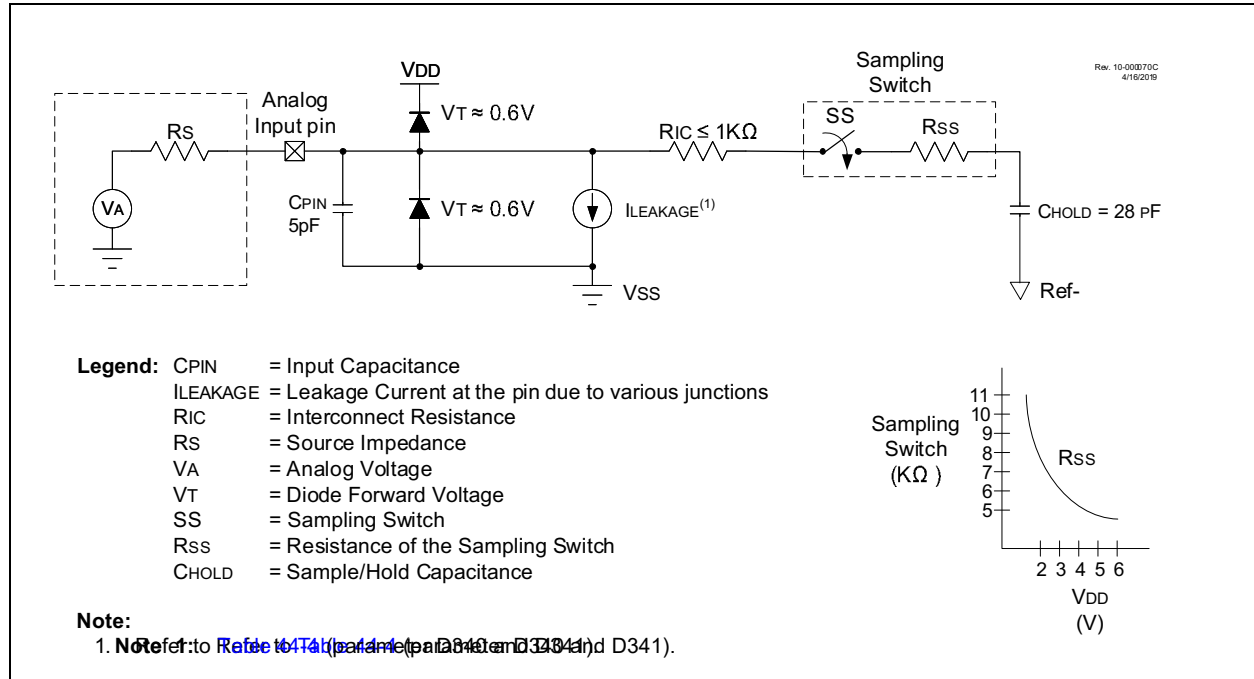 Rev. 10-000070C
4/16/2019
Sampling
Switch
VDD
Analog
Input pin
VT ≈ 0.6V
SS
RSS
RS
RIC ≤ 1KΩ
VA
CPIN
5pF
VT ≈ 0.6V
ILEAKAGE(1)
CHOLD = 28 PF
VSS
Ref-
Legend: CPIN = Input Capacitance
ILEAKAGE = Leakage Current at the pin due to various junctions
RIC = Interconnect Resistance
RS = Source Impedance
VA = Analog Voltage
VT = Diode Forward Voltage
SS = Sampling Switch
RSS = Resistance of the Sampling Switch
CHOLD = Sample/Hold Capacitance
Sampling
Switch
(KΩ )
11
10
9
8
7
6
5
RSS
2 3 4 5 6
VDD
(V)
Note:
1.